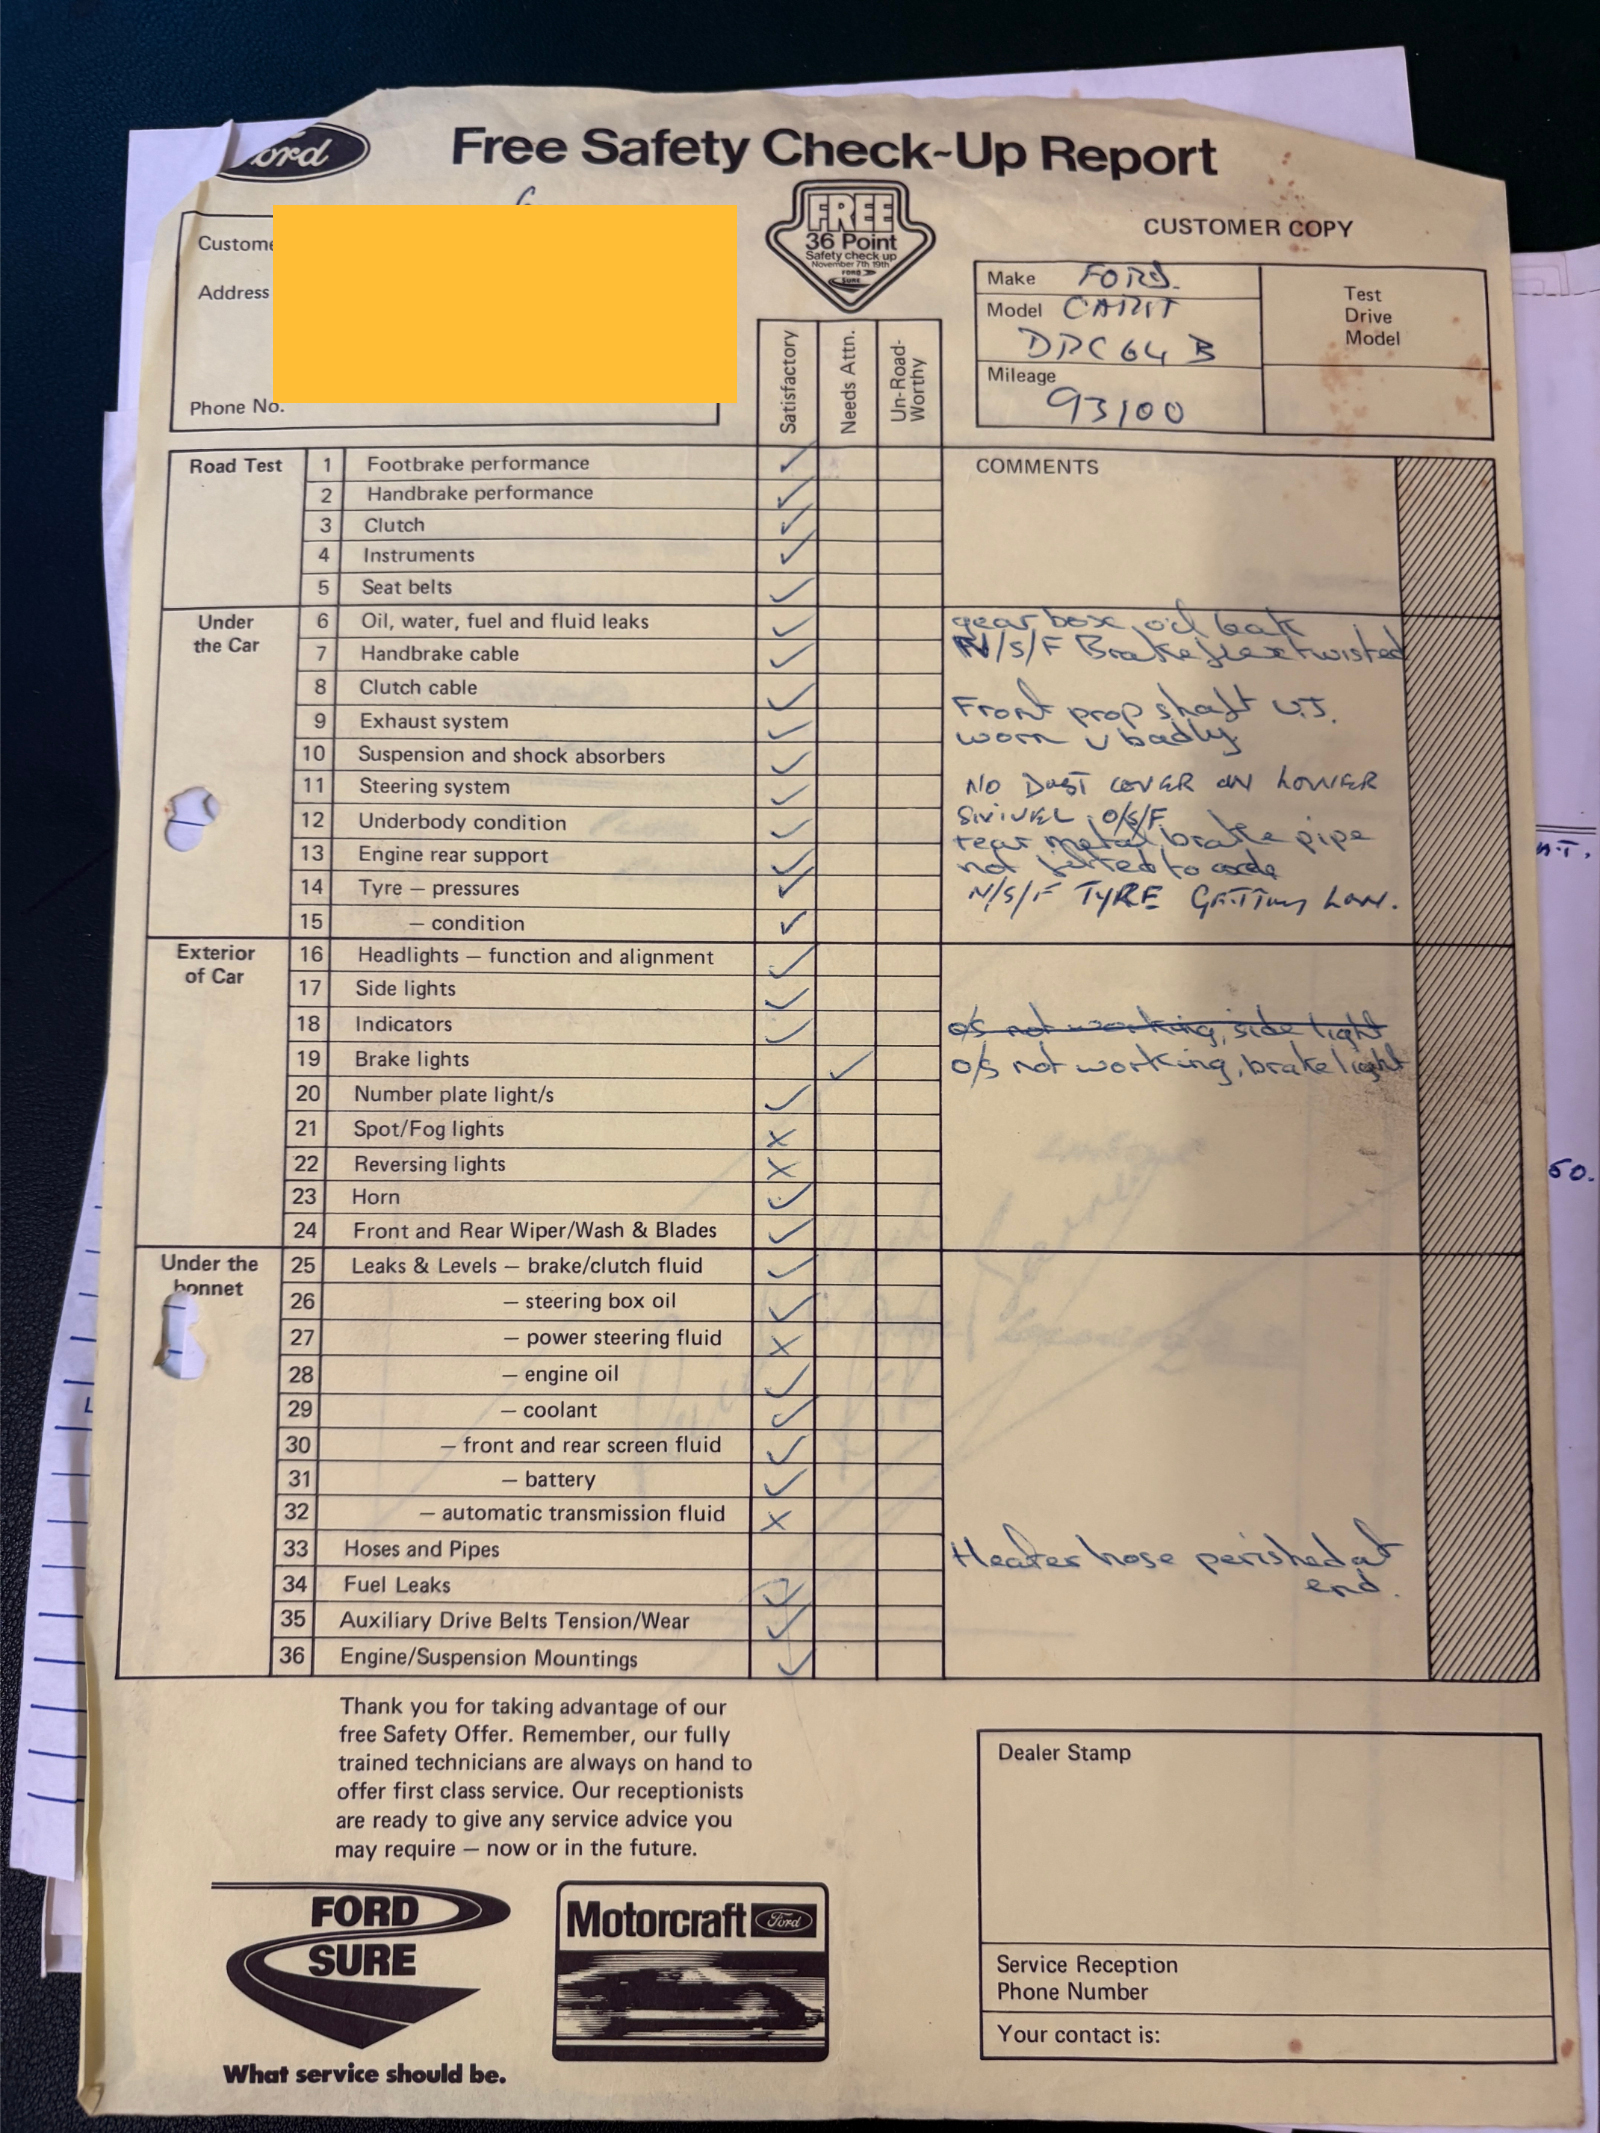 Ford
Free Safety Check-Up Report
FREE
36 Point
Safety check up
November 7th 19th
FORD
SURE
CUSTOMER COPY
Custome
Address
Phone No.
Make FORD.
Model CAPRI
Mileage
93100
Test
Drive
Model
Satisfactory
Needs Attn.
Un-Road-
Worthy
COMMENTS
Road Test
1 Footbrake performance ✓
2 Handbrake performance ✓
3 Clutch ✓
4 Instruments ✓
5 Seat belts ✓
Under
the Car
6 Oil, water, fuel and fluid leaks ✓ gear box oil leak
7 Handbrake cable ✓ N/S/F Brake flex twisted
8 Clutch cable ✓ Front prop shaft U.J.
9 Exhaust system ✓ worn v badly
10 Suspension and shock absorbers ✓
11 Steering system ✓ NO DUST COVER ON LOWER
12 Underbody condition ✓ SWIVEL O/S/F
rear metal brake pipe
13 Engine rear support ✓ not to axle
14 Tyre — pressures ✓ N/S/F TYRE GETTING LOW.
15 — condition ✓
Exterior
of Car
16 Headlights — function and alignment ✓
17 Side lights ✓
18 Indicators ✓ o/s not working, side light
19 Brake lights ✓ o/s not working, brake light
20 Number plate light/s ✓
21 Spot/Fog lights x
22 Reversing lights x
23 Horn ✓
24 Front and Rear Wiper/Wash & Blades ✓
Under the
bonnet
25 Leaks & Levels — brake/clutch fluid ✓
26 — steering box oil ✓
27 — power steering fluid x
28 — engine oil ✓
29 — coolant ✓
30 — front and rear screen fluid ✓
31 — battery ✓
32 — automatic transmission fluid x
33 Hoses and Pipes Heater hose perished at
end.
34 Fuel Leaks ✓
35 Auxiliary Drive Belts Tension/Wear ✓
36 Engine/Suspension Mountings ✓
Thank you for taking advantage of our
free Safety Offer. Remember, our fully
trained technicians are always on hand to
offer first class service. Our receptionists
are ready to give any service advice you
may require — now or in the future.
FORD
SURE
What service should be.
Motorcraft Ford
Dealer Stamp
Service Reception
Phone Number
Your contact is:
50.